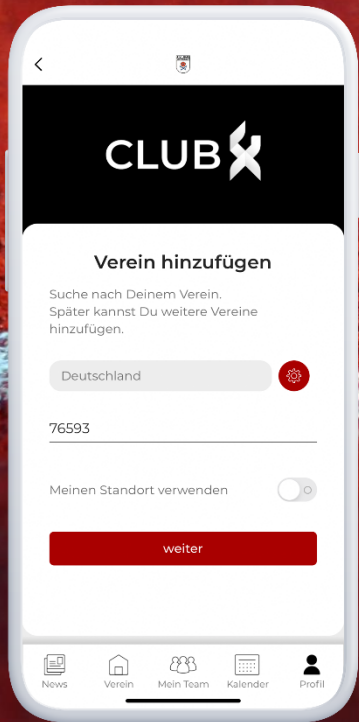 CLUB
Verein hinzufügen
Suche nach Deinem Verein.
Später kannst Du weitere Vereine
hinzufügen.
Deutschland
76593
Meinen Standort verwenden
weiter
News Verein Mein Team Kalender Profil